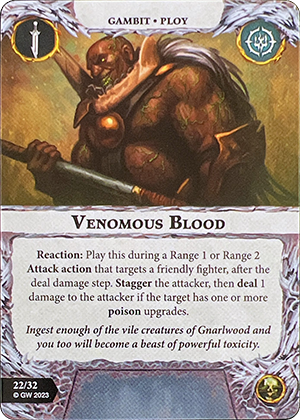 GAMBIT • PLOY
VENOMOUS BLOOD
Reaction: Play this during a Range 1 or Range 2
Attack action that targets a friendly fighter, after the
deal damage step. Stagger the attacker, then deal 1
damage to the attacker if the target has one or more
poison upgrades.
Ingest enough of the vile creatures of Gnarlwood and
you too will become a beast of powerful toxicity.
22/32
© GW 2023